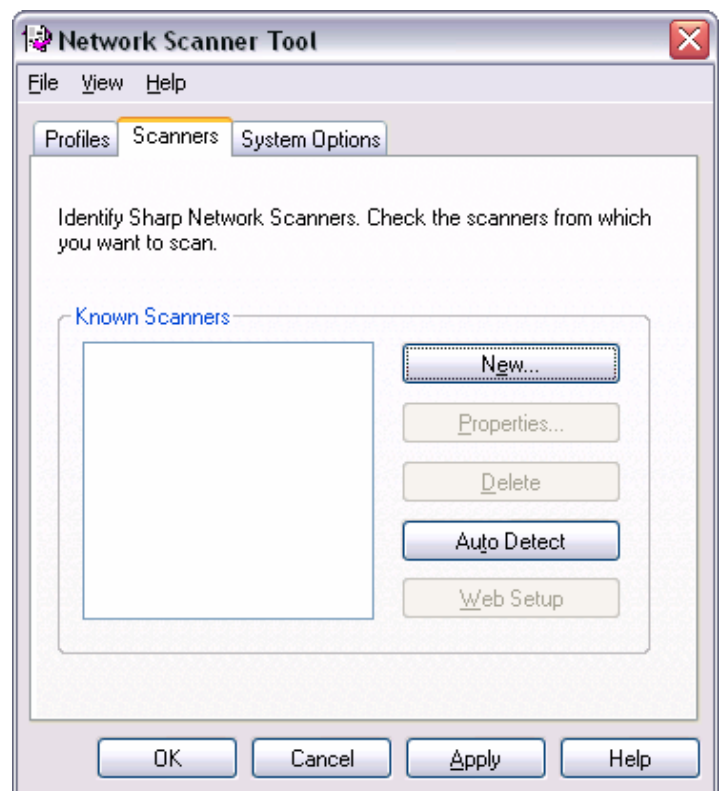 Network Scanner Tool
File View Help
Profiles Scanners System Options
Identify Sharp Network Scanners. Check the scanners from which
you want to scan.
Known Scanners
New...
Properties...
Delete
Auto Detect
Web Setup
OK Cancel Apply Help